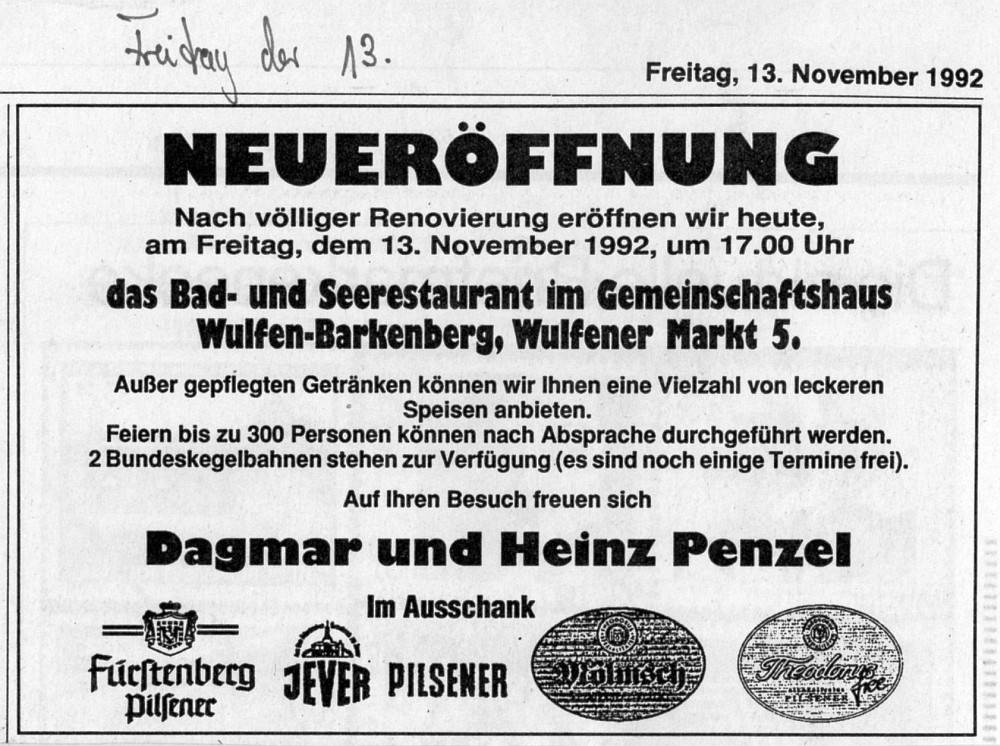 Freitag der 13.
Freitag, 13. November 1992
NEUERÖFFNUNG
Nach völliger Renovierung eröffnen wir heute,
am Freitag, dem 13. November 1992, um 17.00 Uhr
das Bad- und Seerestaurant im Gemeinschaftshaus
Wulfen-Barkenberg, Wulfener Markt 5.
Außer gepflegten Getränken können wir Ihnen eine Vielzahl von leckeren
Speisen anbieten.
Feiern bis zu 300 Personen können nach Absprache durchgeführt werden.
2 Bundeskegelbahnen stehen zur Verfügung (es sind noch einige Termine frei).
Auf Ihren Besuch freuen sich
Dagmar und Heinz Penzel
Im Ausschank
Fürstenberg
Pilsener
JEVER PILSENER
Mölmsch
Theodorus
free
PILSENER